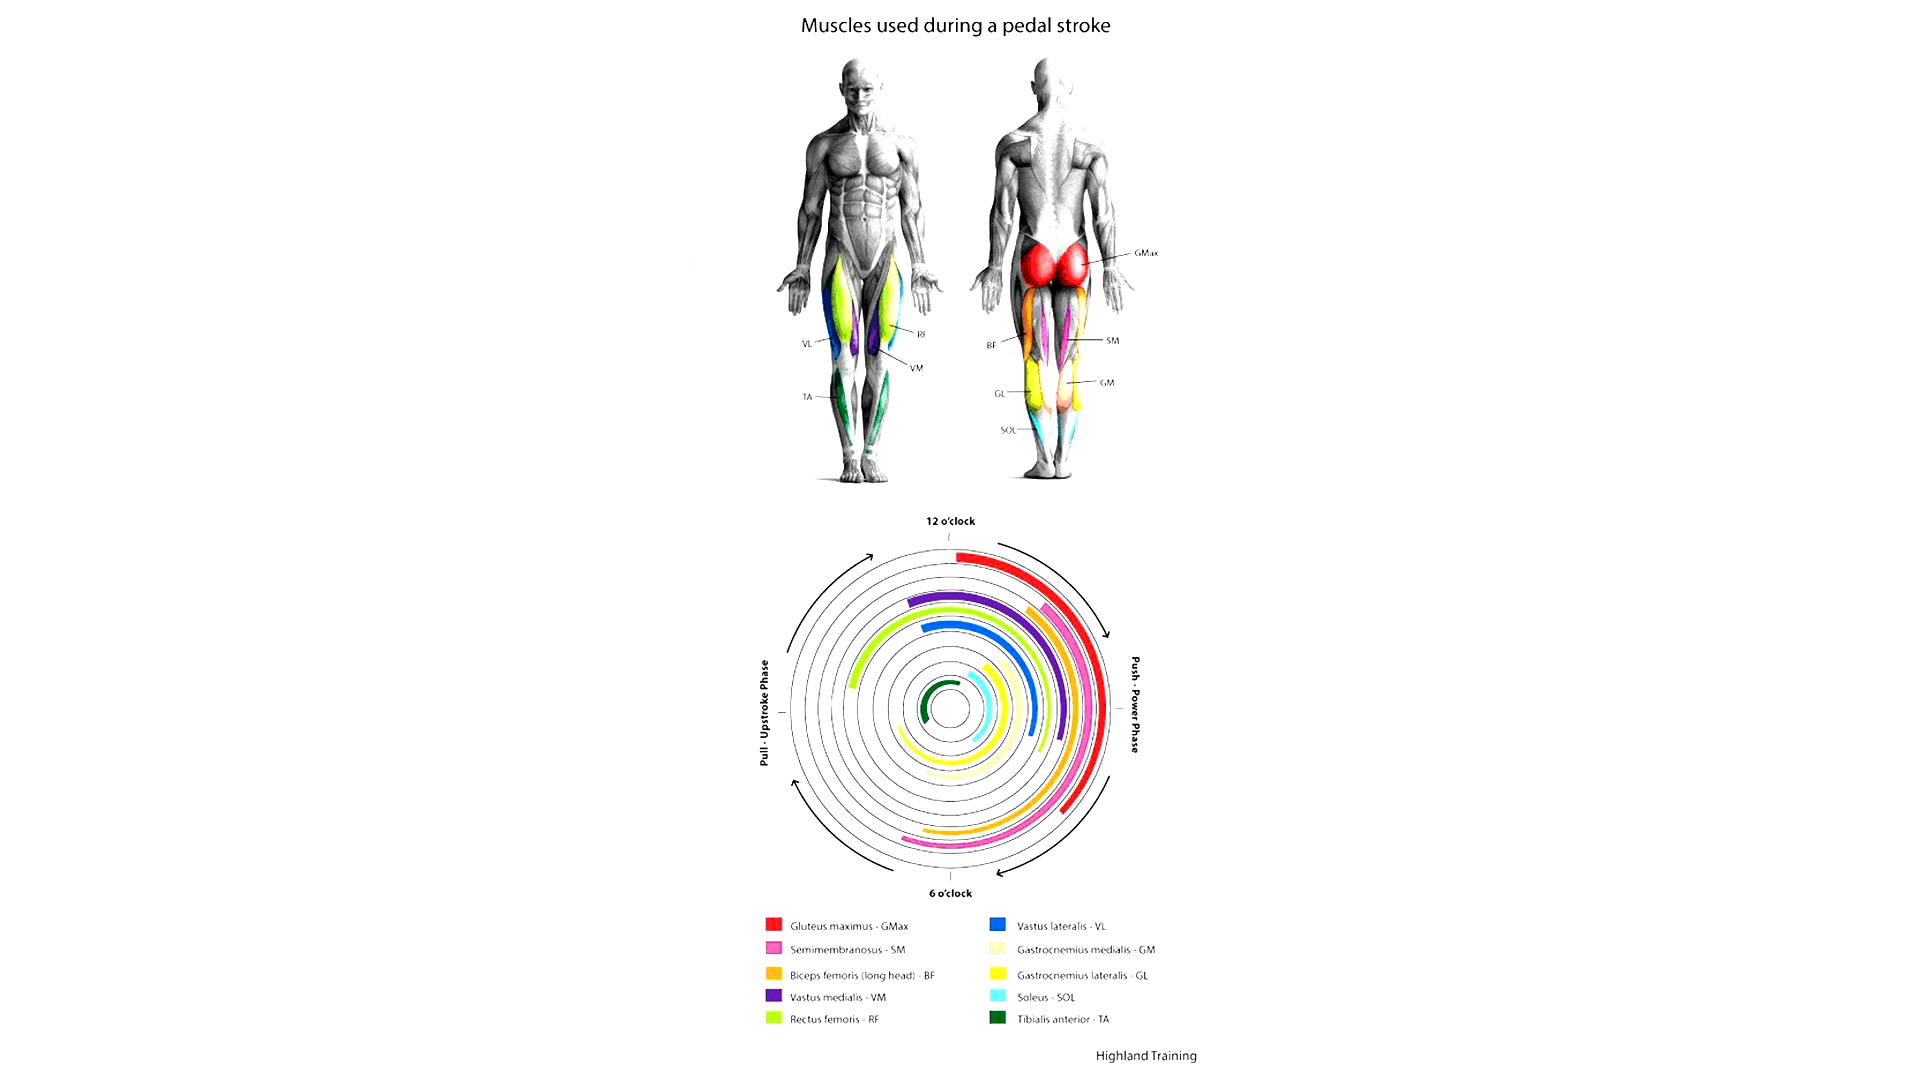 Muscles used during a pedal stroke
GMax
RF
VL
VM
TA
BF
SM
GM
GL
SOL
12 o'clock
Pull - Upstroke Phase
Push - Power Phase
6 o'clock
Gluteus maximus - GMax
Semimembranosus - SM
Biceps femoris (long head) - BF
Vastus medialis - VM
Rectus femoris - RF
Vastus lateralis - VL
Gastrocnemius medialis - GM
Gastrocnemius lateralis - GL
Soleus - SOL
Tibialis anterior - TA
Highland Training